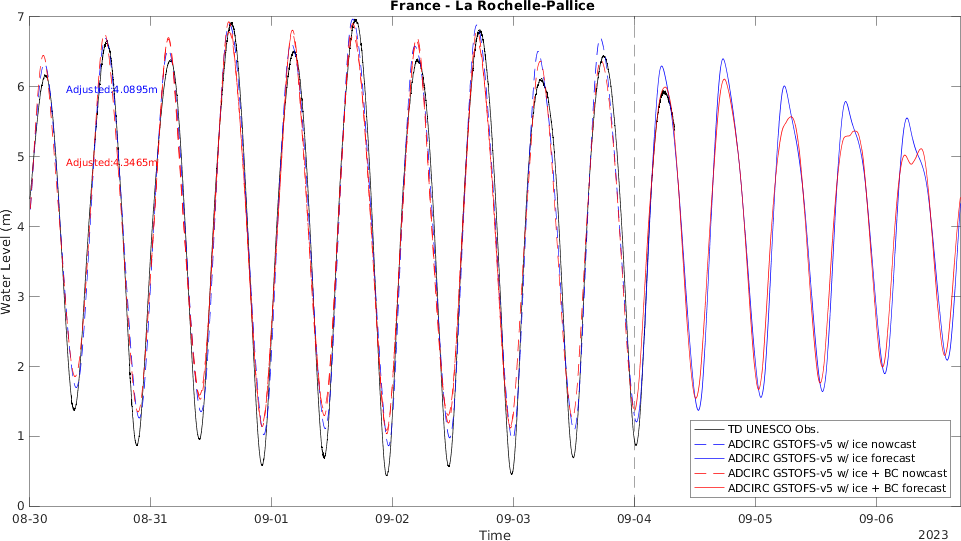 France - La Rochelle-Pallice
Water Level (m)
7
6
5
4
3
2
1
0
Adjusted:4.0895m
Adjusted:4.3465m
TD UNESCO Obs.
ADCIRC GSTOFS-v5 w/ ice nowcast
ADCIRC GSTOFS-v5 w/ ice forecast
ADCIRC GSTOFS-v5 w/ ice + BC nowcast
ADCIRC GSTOFS-v5 w/ ice + BC forecast
08-30 08-31 09-01 09-02 09-03 09-04 09-05 09-06
Time
2023